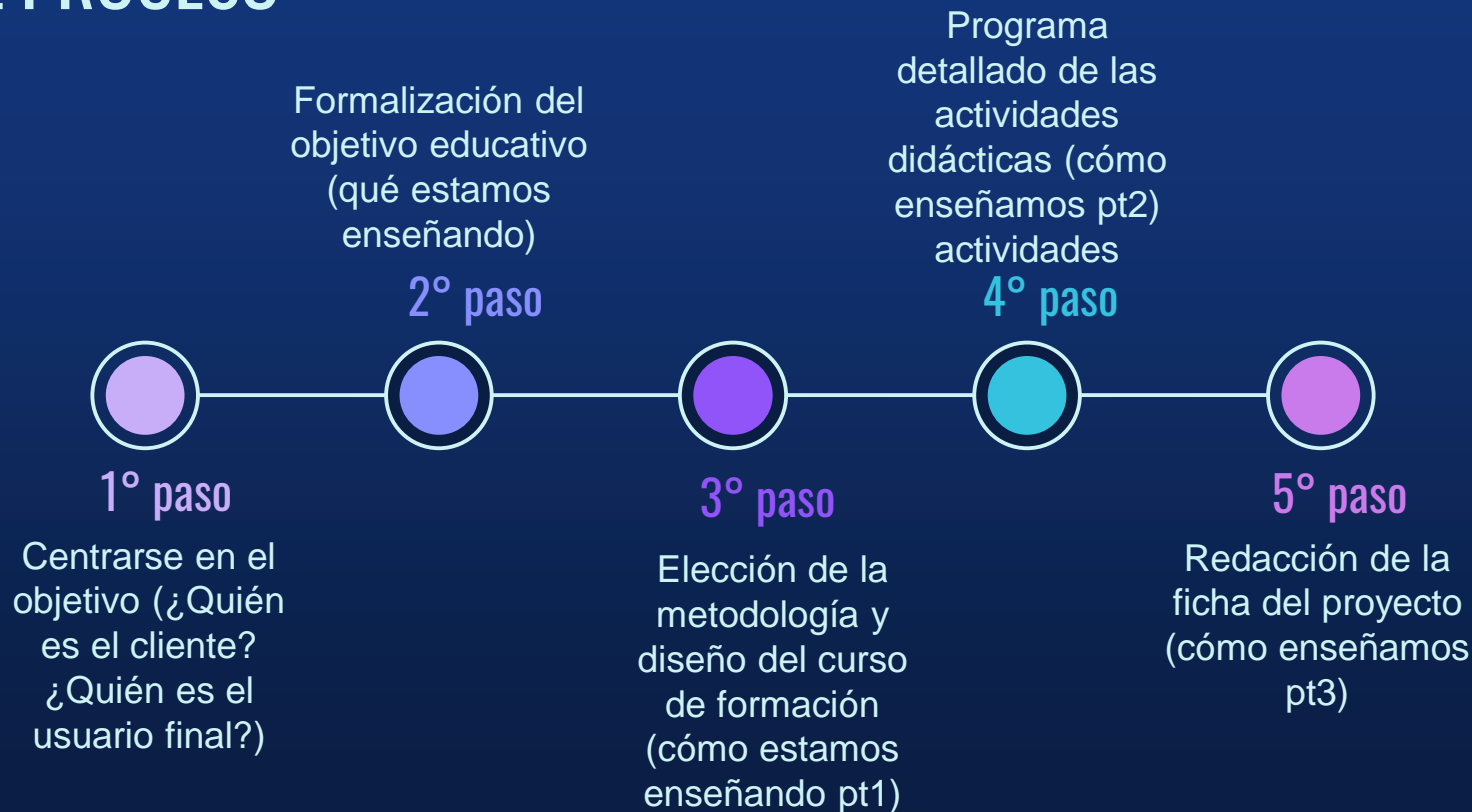 Centrarse en el
objetivo (¿Quién
es el cliente?
¿Quién es el
usuario final?)
1° paso
Formalización del
objetivo educativo
(qué estamos
enseñando)
2° paso
3° paso
Elección de la
metodología y
diseño del curso
de formación
(cómo estamos
enseñando pt1)
Programa
detallado de las
actividades
didácticas (cómo
enseñamos pt2)
actividades
4° paso
5° paso
Redacción de la
ficha del proyecto
(cómo enseñamos
pt3)